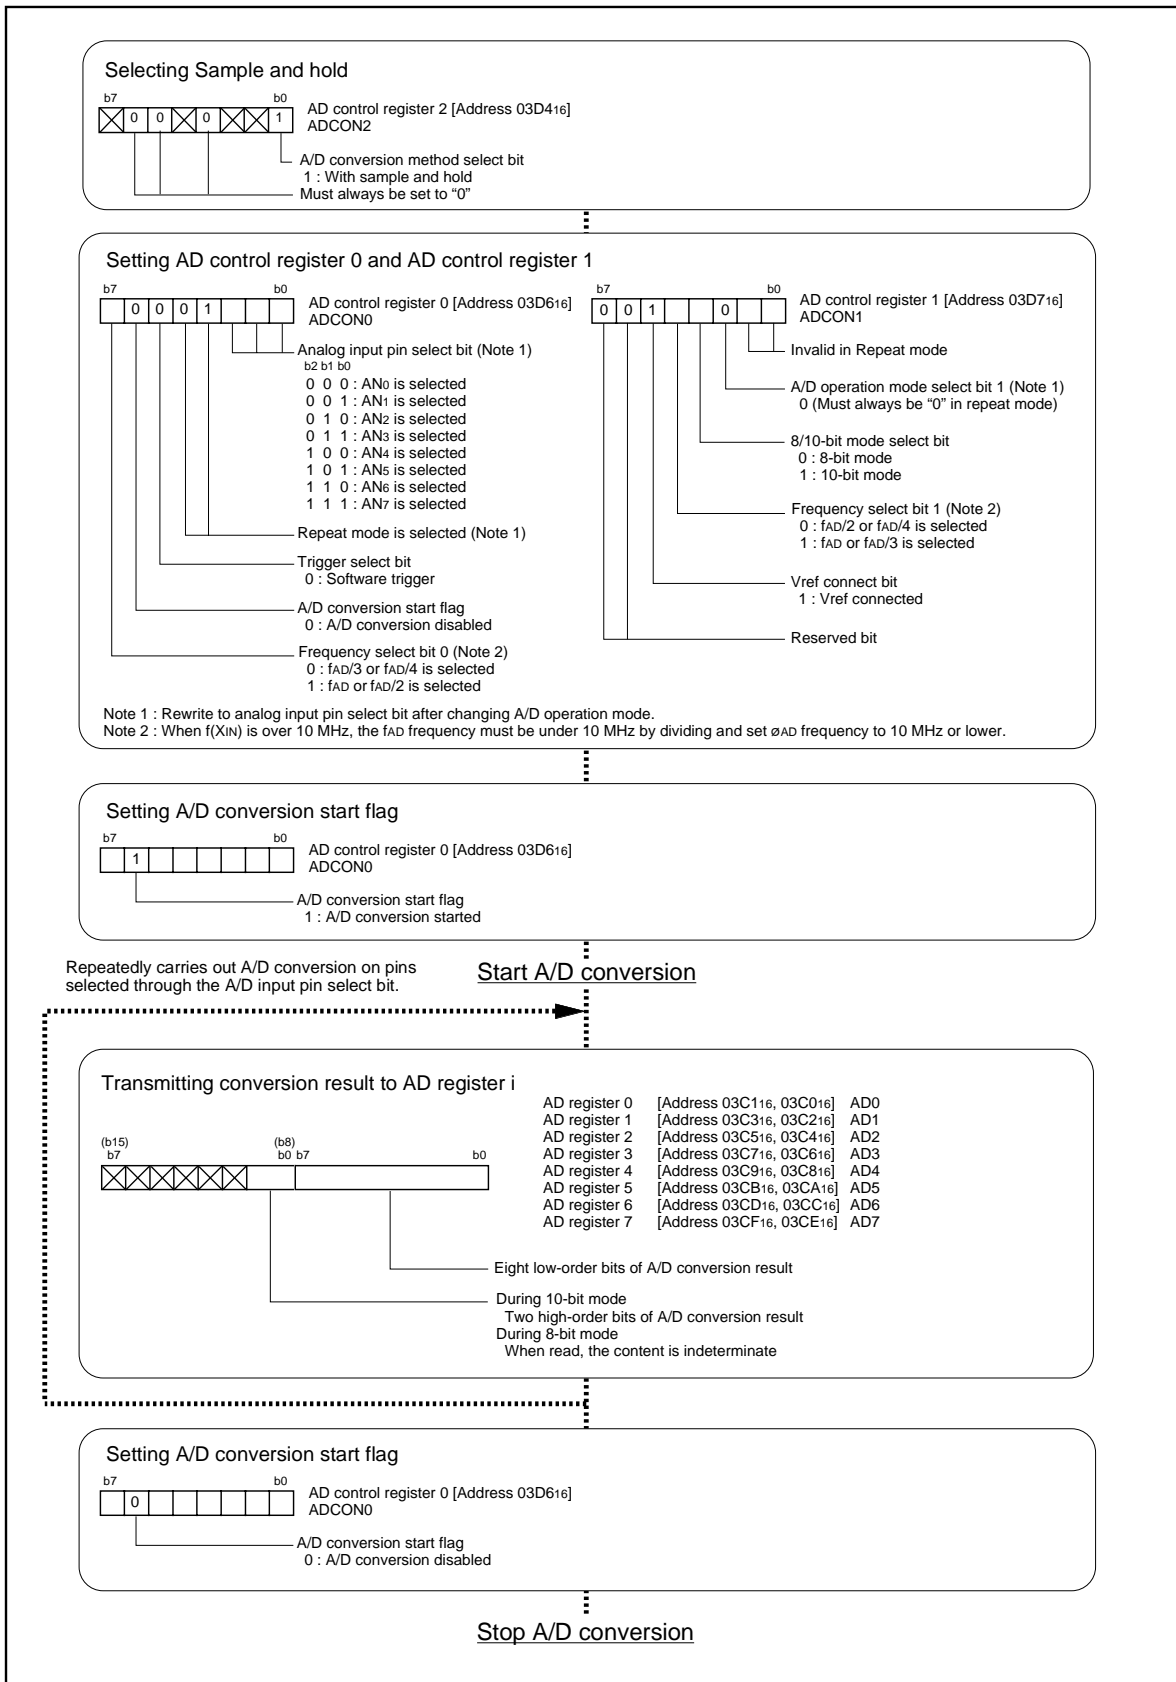 Selecting Sample and hold
b7 b0
0 0 0 1
AD control register 2 [Address 03D416]
ADCON2
A/D conversion method select bit
1 : With sample and hold
Must always be set to “0”
Setting AD control register 0 and AD control register 1
b7 b0
0 0 0 1
AD control register 0 [Address 03D616]
ADCON0
Analog input pin select bit (Note 1)
b2 b1 b0
0 0 0 : AN0 is selected
0 0 1 : AN1 is selected
0 1 0 : AN2 is selected
0 1 1 : AN3 is selected
1 0 0 : AN4 is selected
1 0 1 : AN5 is selected
1 1 0 : AN6 is selected
1 1 1 : AN7 is selected
Repeat mode is selected (Note 1)
Trigger select bit
0 : Software trigger
A/D conversion start flag
0 : A/D conversion disabled
Frequency select bit 0 (Note 2)
0 : fAD/3 or fAD/4 is selected
1 : fAD or fAD/2 is selected
b7 b0
0 0 1 0
AD control register 1 [Address 03D716]
ADCON1
Invalid in Repeat mode
A/D operation mode select bit 1 (Note 1)
0 (Must always be “0” in repeat mode)
8/10-bit mode select bit
0 : 8-bit mode
1 : 10-bit mode
Frequency select bit 1 (Note 2)
0 : fAD/2 or fAD/4 is selected
1 : fAD or fAD/3 is selected
Vref connect bit
1 : Vref connected
Reserved bit
Note 1 : Rewrite to analog input pin select bit after changing A/D operation mode.
Note 2 : When f(XIN) is over 10 MHz, the fAD frequency must be under 10 MHz by dividing and set øAD frequency to 10 MHz or lower.
Setting A/D conversion start flag
b7 b0
1
AD control register 0 [Address 03D616]
ADCON0
A/D conversion start flag
1 : A/D conversion started
Repeatedly carries out A/D conversion on pins
selected through the A/D input pin select bit.
Start A/D conversion
Transmitting conversion result to AD register i
(b15) (b8)
b7 b0 b7 b0
AD register 0 [Address 03C116, 03C016] AD0
AD register 1 [Address 03C316, 03C216] AD1
AD register 2 [Address 03C516, 03C416] AD2
AD register 3 [Address 03C716, 03C616] AD3
AD register 4 [Address 03C916, 03C816] AD4
AD register 5 [Address 03CB16, 03CA16] AD5
AD register 6 [Address 03CD16, 03CC16] AD6
AD register 7 [Address 03CF16, 03CE16] AD7
Eight low-order bits of A/D conversion result
During 10-bit mode
Two high-order bits of A/D conversion result
During 8-bit mode
When read, the content is indeterminate
Setting A/D conversion start flag
b7 b0
0
AD control register 0 [Address 03D616]
ADCON0
A/D conversion start flag
0 : A/D conversion disabled
Stop A/D conversion